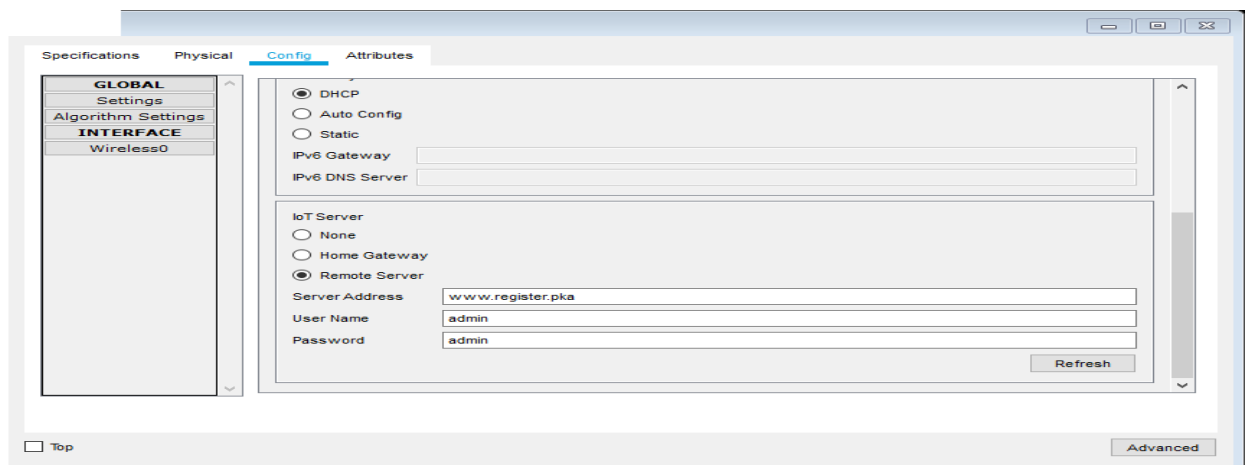 Specifications Physical Config Attributes
GLOBAL
Settings
Algorithm Settings
INTERFACE
Wireless0
DHCP
Auto Config
Static
IPv6 Gateway
IPv6 DNS Server
IoT Server
None
Home Gateway
Remote Server
Server Address www.register.pka
User Name admin
Password admin
Refresh
Top Advanced